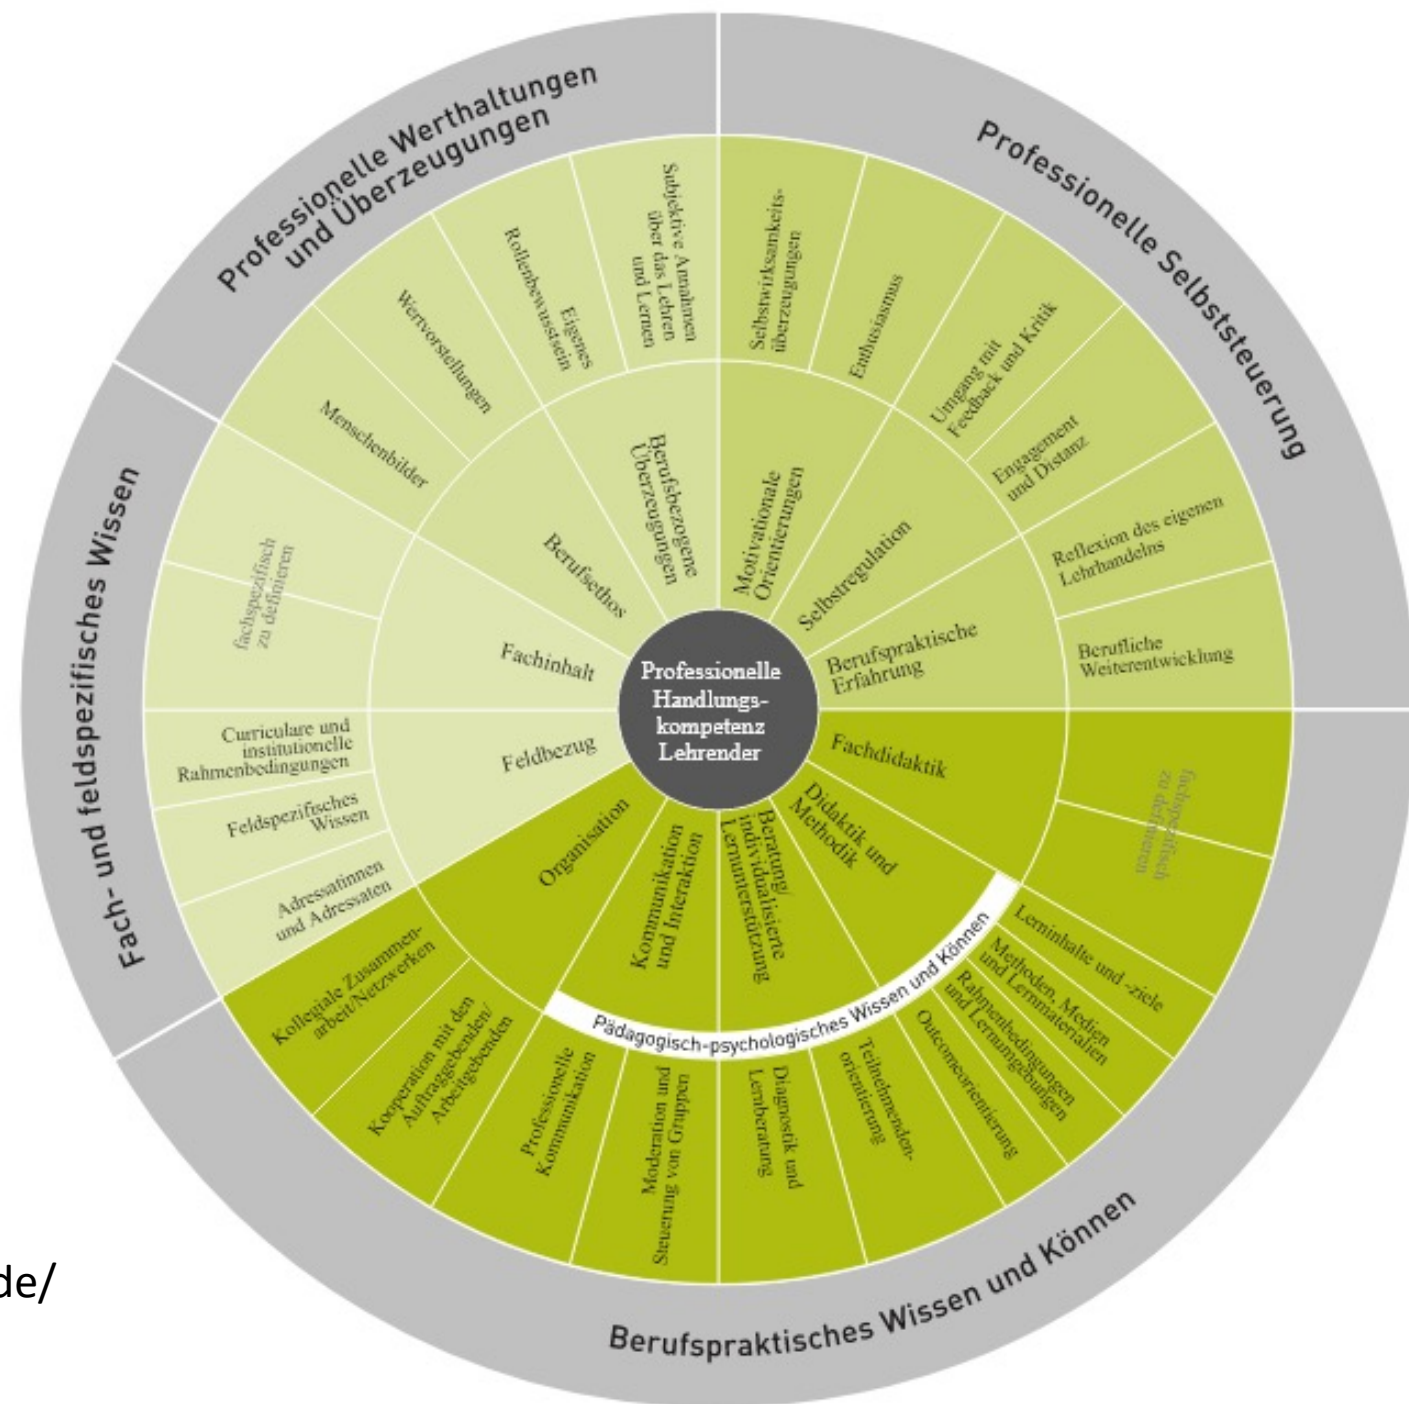 Professionelle Werthaltungen
und Überzeugungen
Professionelle Selbststeuerung
Fach- und feldspezifisches Wissen
Berufspraktisches Wissen und Können
Professionelle
Handlungs-
kompetenz
Lehrender
Berufsbezogene
Überzeugungen
Subjektive Annahmen
über das Lehren
und Lernen
Eigenes
Rollenbewusstsein
Berufsethos
Wertvorstellungen
Menschenbilder
Motivationale
Orientierungen
Selbstwirksamkeits-
überzeugungen
Enthusiasmus
Selbstregulation
Umgang mit
Feedback und Kritik
Engagement
und Distanz
Berufspraktische
Erfahrung
Reflexion des eigenen
Lehrhandelns
Berufliche
Weiterentwicklung
Fachdidaktik
fachspezifisch
zu definieren
Didaktik und
Methodik
Lerninhalte und -ziele
Methoden, Medien
und Lernmaterialien
Rahmenbedingungen
und Lernumgebungen
Outcomeorientierung
Beratung/
individualisierte
Lernunterstützung
Teilnehmenden-
orientierung
Diagnostik und
Lernberatung
Kommunikation
und Interaktion
Moderation und
Steuerung von Gruppen
Professionelle
Kommunikation
Pädagogisch-psychologisches Wissen und Können
Organisation
Kooperation mit den
Auftraggebenden/
Arbeitgebenden
Kollegiale Zusammen-
arbeit/Netzwerken
Feldbezug
Adressatinnen
und Adressaten
Feldspezifisches
Wissen
Curriculare und
institutionelle
Rahmenbedingungen
Fachinhalt
fachspezifisch
zu definieren
de/